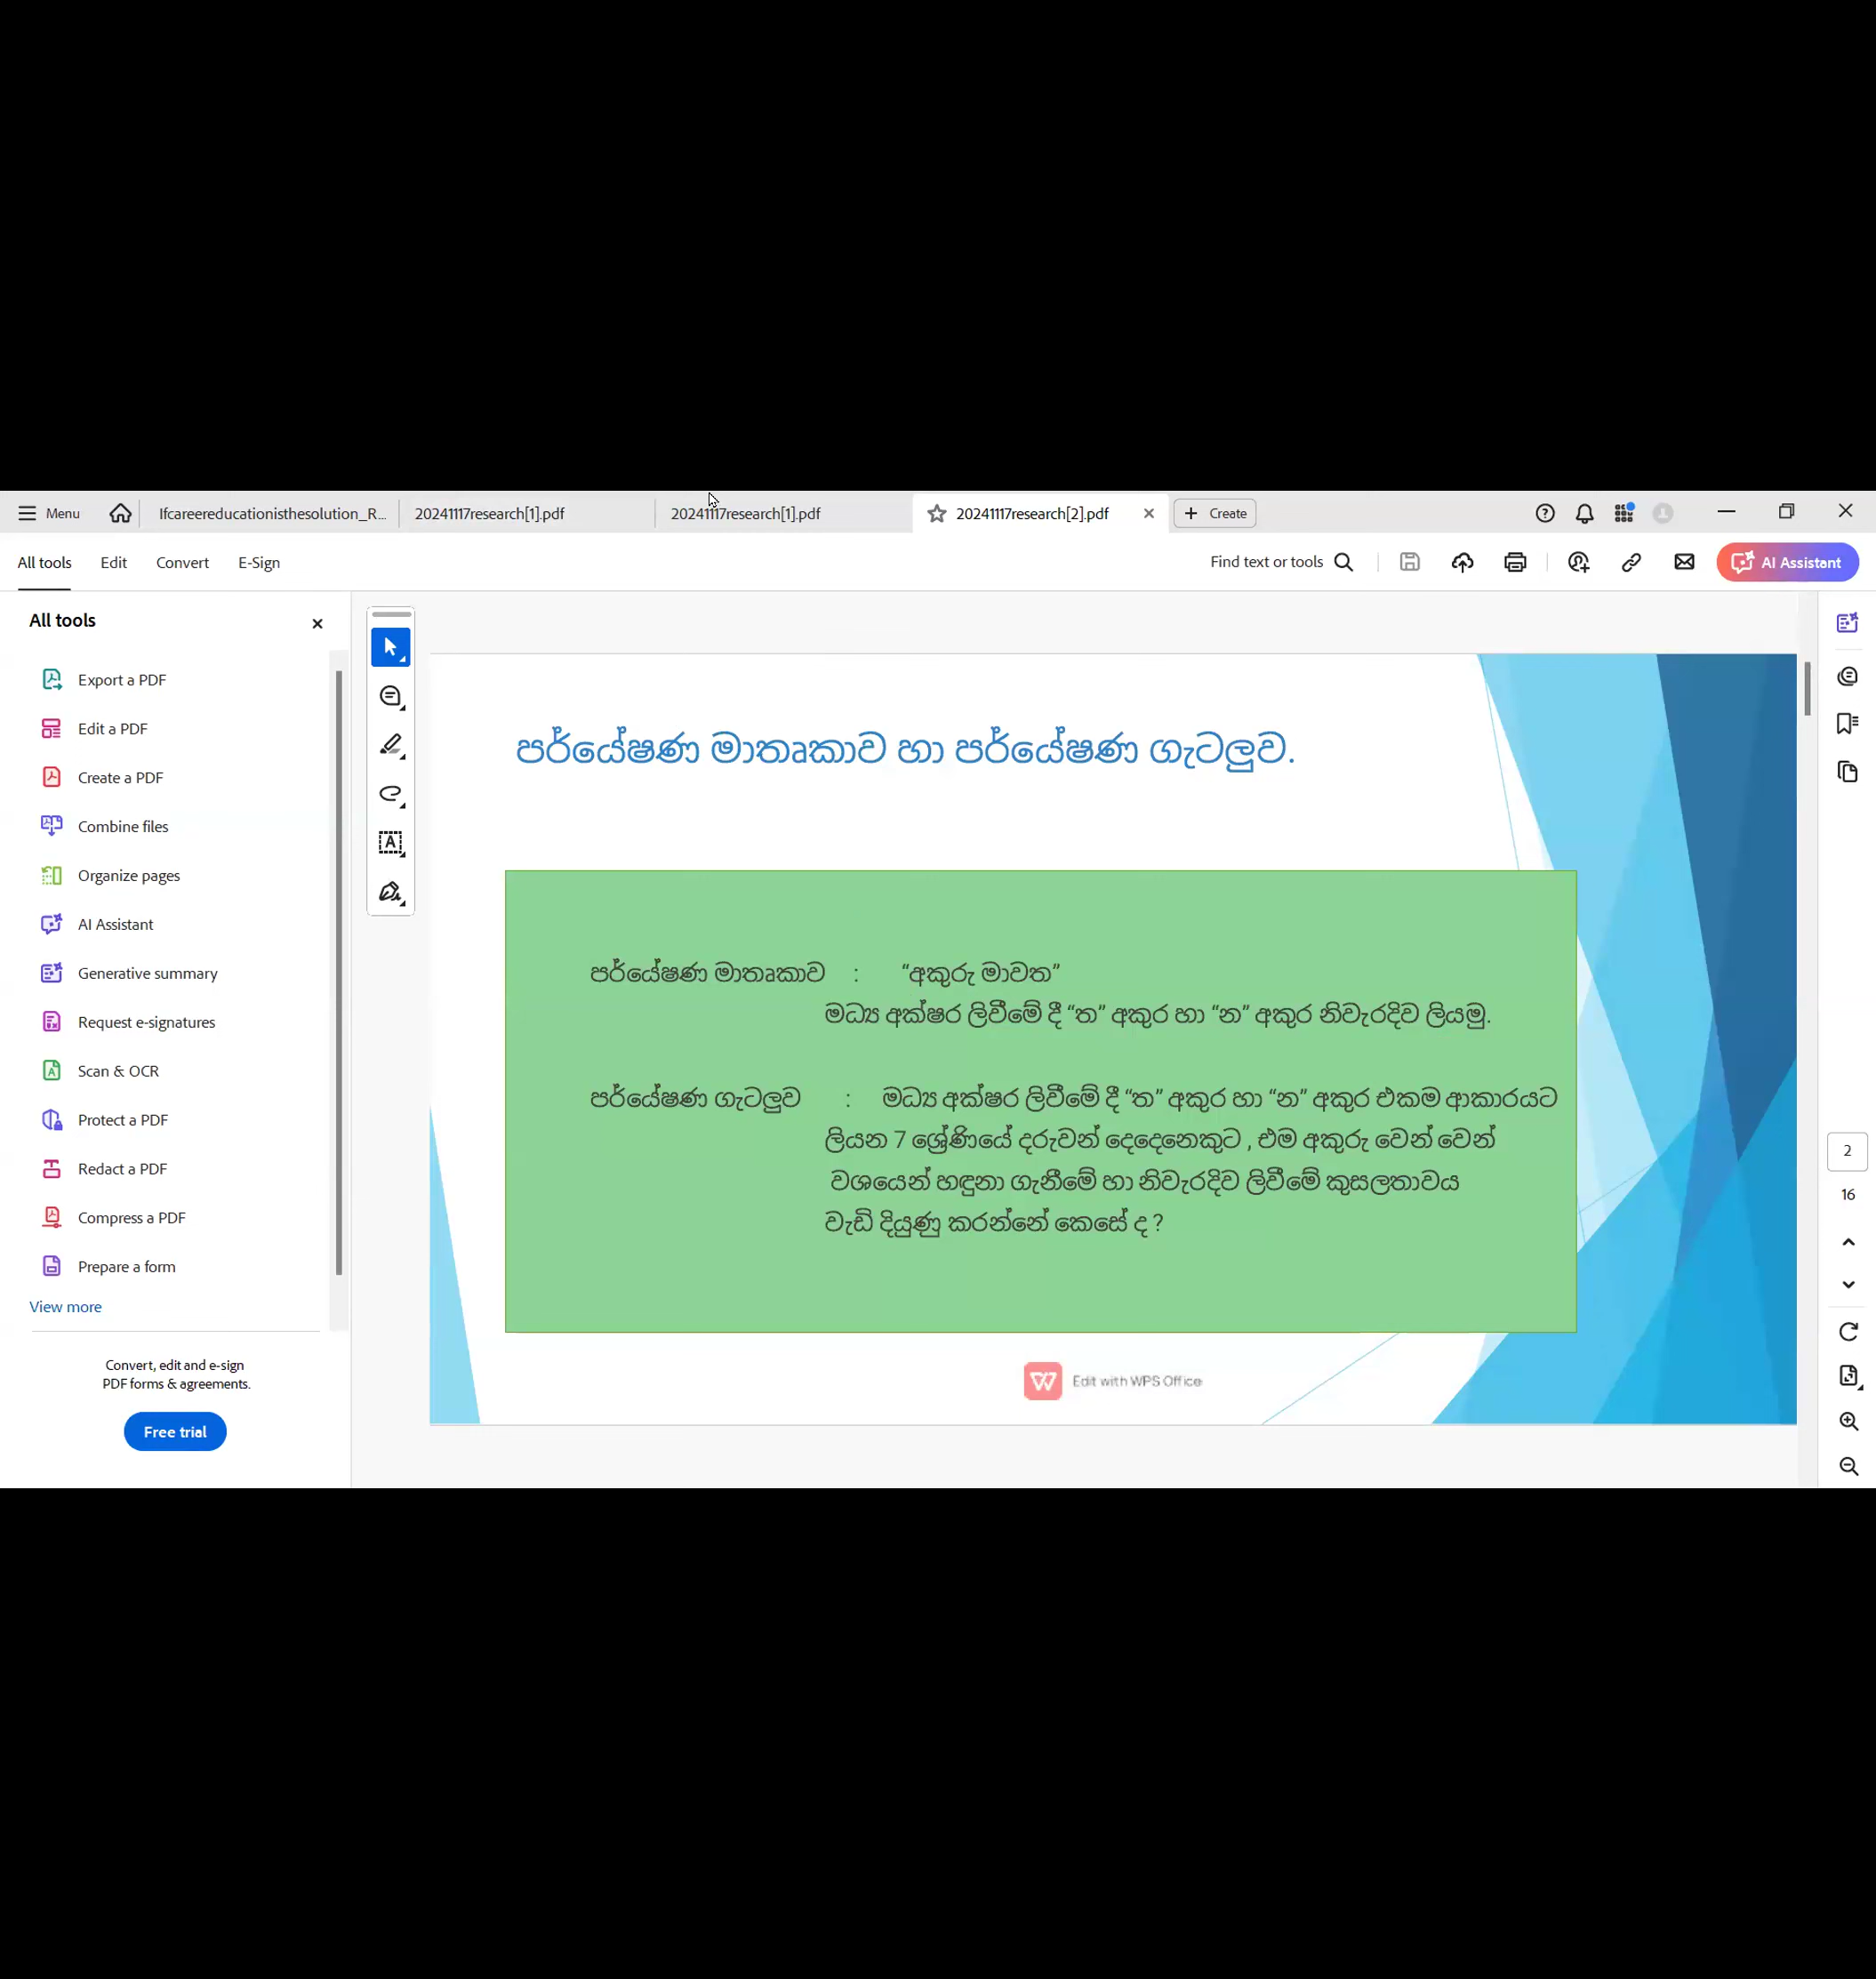 Menu
lfcareereducationisthesolution_R...
20241117research[1].pdf
20241117research[1].pdf
20241117research[2].pdf
Create
All tools
Edit
Convert
E-Sign
Find text or tools
AI Assistant
All tools
Export a PDF
Edit a PDF
Create a PDF
Combine files
Organize pages
AI Assistant
Generative summary
Request e-signatures
Scan & OCR
Protect a PDF
Redact a PDF
Compress a PDF
Prepare a form
View more
Convert, edit and e-sign
PDF forms & agreements.
Free trial
පර්යේෂණ මාතෘකාව හා පර්යේෂණ ගැටලුව.
පර්යේෂණ මාතෘකාව : “අකුරු මාවත”
මධ්‍ය අක්ෂර ලිවීමේ දී “ත” අකුර හා “න” අකුර නිවැරදිව ලියමු.
පර්යේෂණ ගැටලුව : මධ්‍ය අක්ෂර ලිවීමේ දී “ත” අකුර හා “න” අකුර එකම ආකාරයට
ලියන 7 ශ්‍රේණියේ දරුවන් දෙදෙනෙකුට , එම අකුරු වෙන් වෙන්
වශයෙන් හඳුනා ගැනීමේ හා නිවැරදිව ලිවීමේ කුසලතාවය
වැඩි දියුණු කරන්නේ කෙසේ ද ?
Edit with WPS Office
2
16